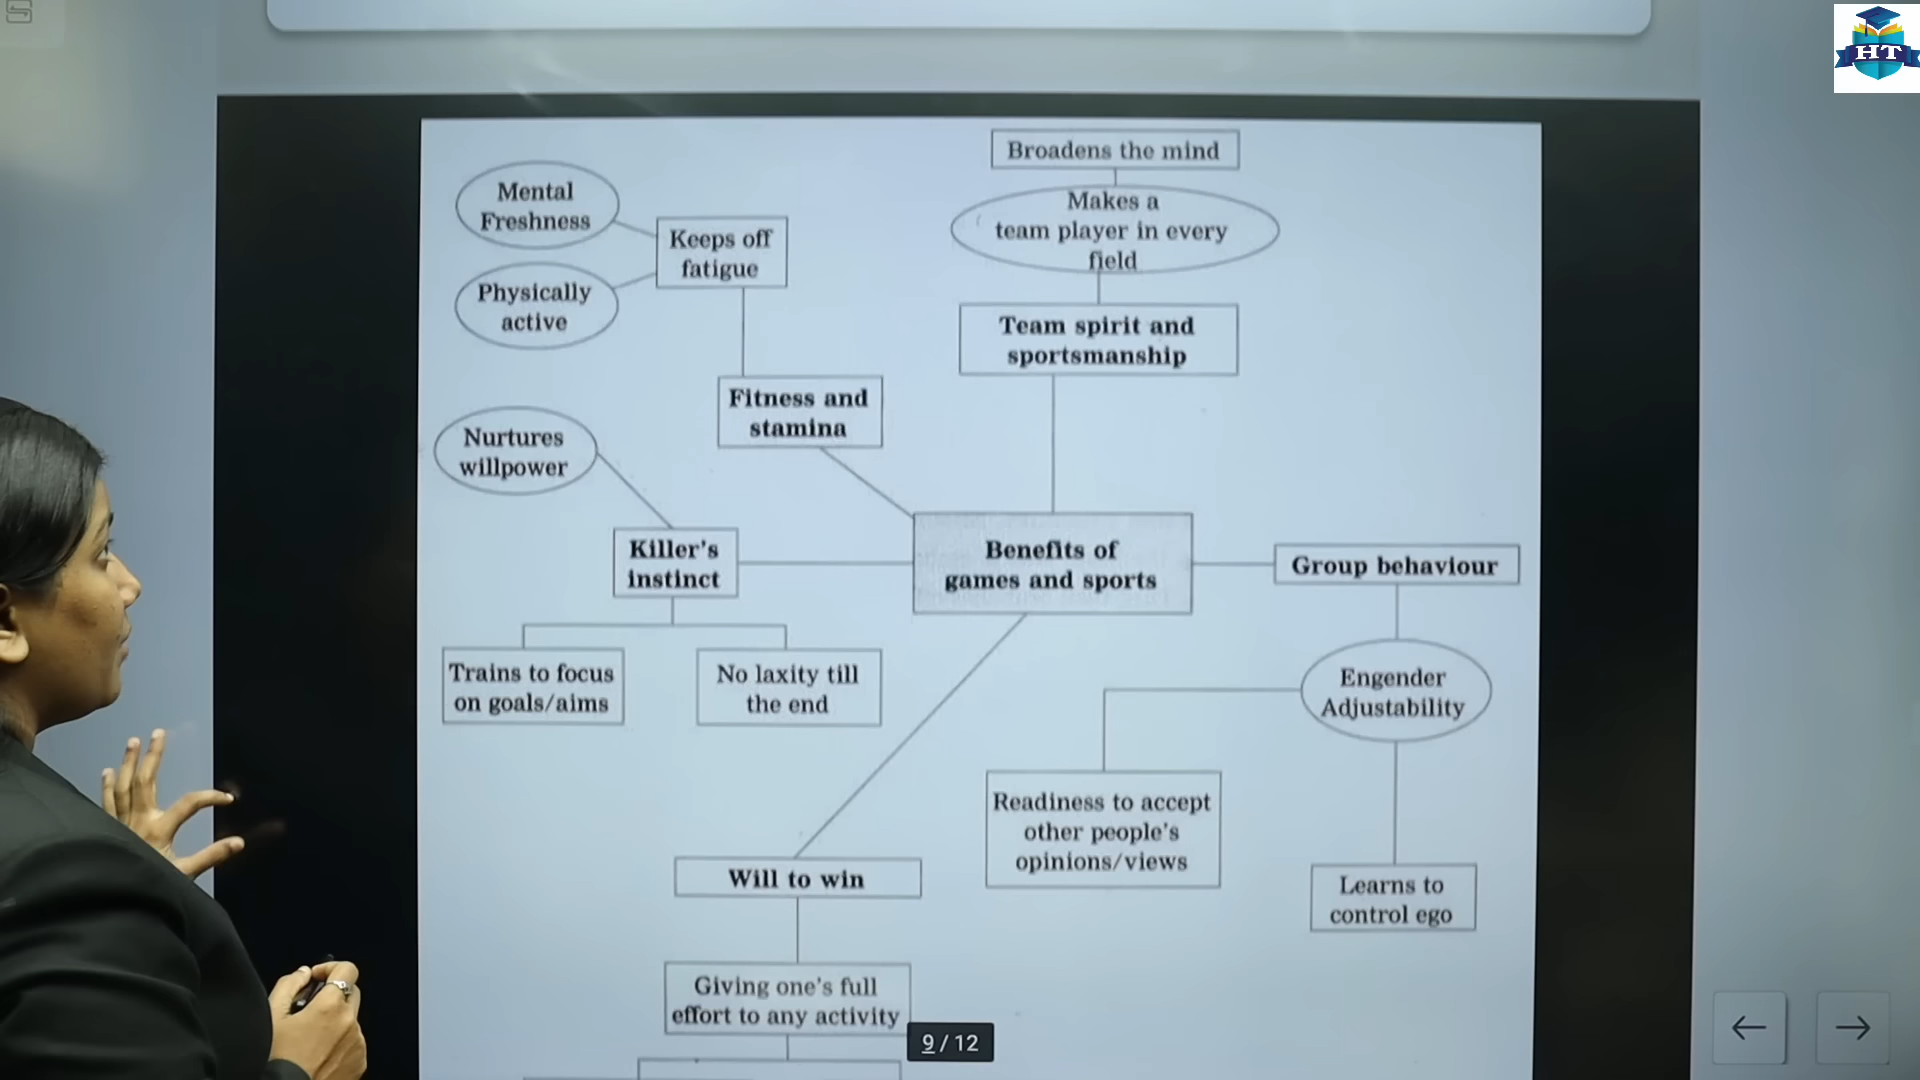 HT
Broadens the mind
Mental
Freshness
Makes a
team player in every
field
Keeps off
fatigue
Physically
active
Team spirit and
sportsmanship
Fitness and
stamina
Nurtures
willpower
Killer's
instinct
Benefits of
games and sports
Group behaviour
Trains to focus
on goals/aims
No laxity till
the end
Engender
Adjustability
Readiness to accept
other people's
opinions/views
Will to win
Learns to
control ego
Giving one's full
effort to any activity
9 / 12